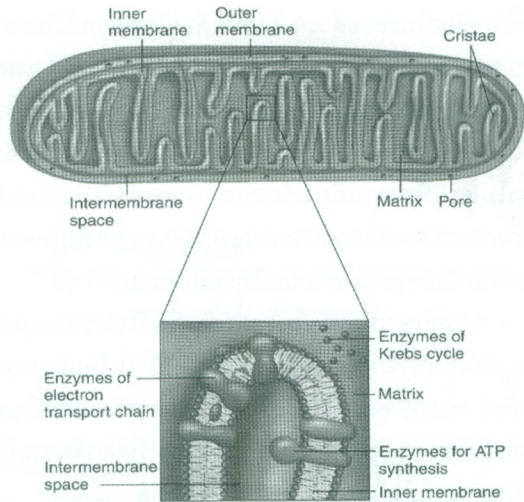 Inner
membrane
Outer
membrane
Cristae
Intermembrane
space
Matrix
Pore
Enzymes of
Krebs cycle
Enzymes of
electron
transport chain
Matrix
Enzymes for ATP
synthesis
Intermembrane
space
Inner membrane